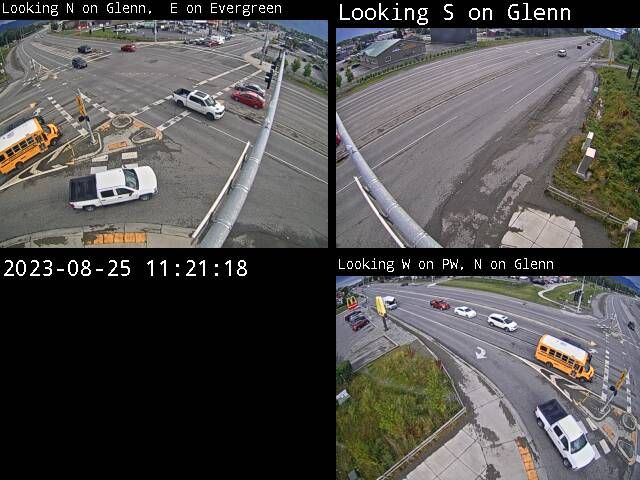 Looking N on Glenn,  E on Evergreen
Looking S on Glenn
2023-08-25 11:21:18
Looking W on PW, N on Glenn